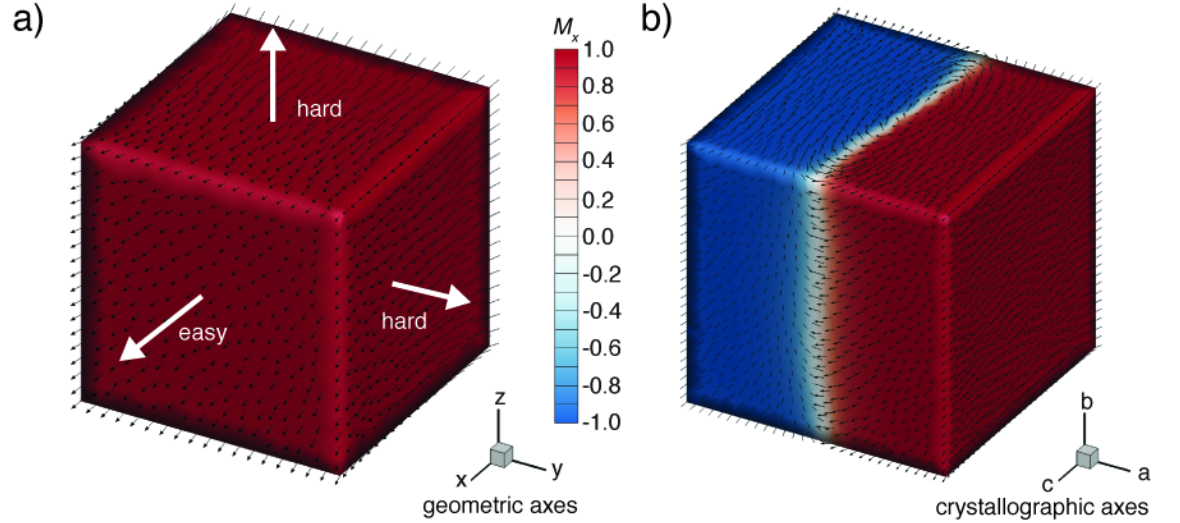 a)
hard
easy
hard
Mx
1.0
0.8
0.6
0.4
0.2
0.0
-0.2
-0.4
-0.6
-0.8
-1.0
z
x
y
geometric axes
b)
b
c
a
crystallographic axes